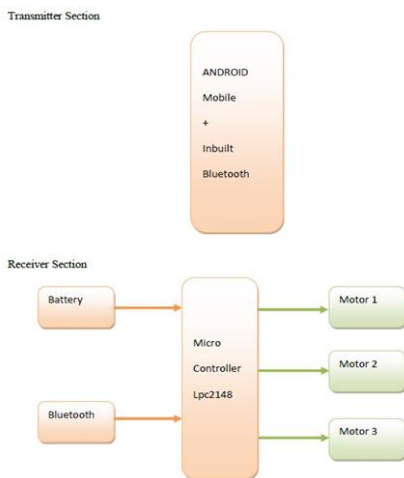 Transmitter Section
ANDROID
Mobile
+
Inbuilt
Bluetooth
Receiver Section
Battery
Bluetooth
Micro
Controller
Lpc2148
Motor 1
Motor 2
Motor 3